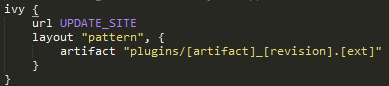 ivy {
    url UPDATE_SITE
    layout "pattern", {
        artifact "plugins/[artifact]_[revision].[ext]"
    }
}